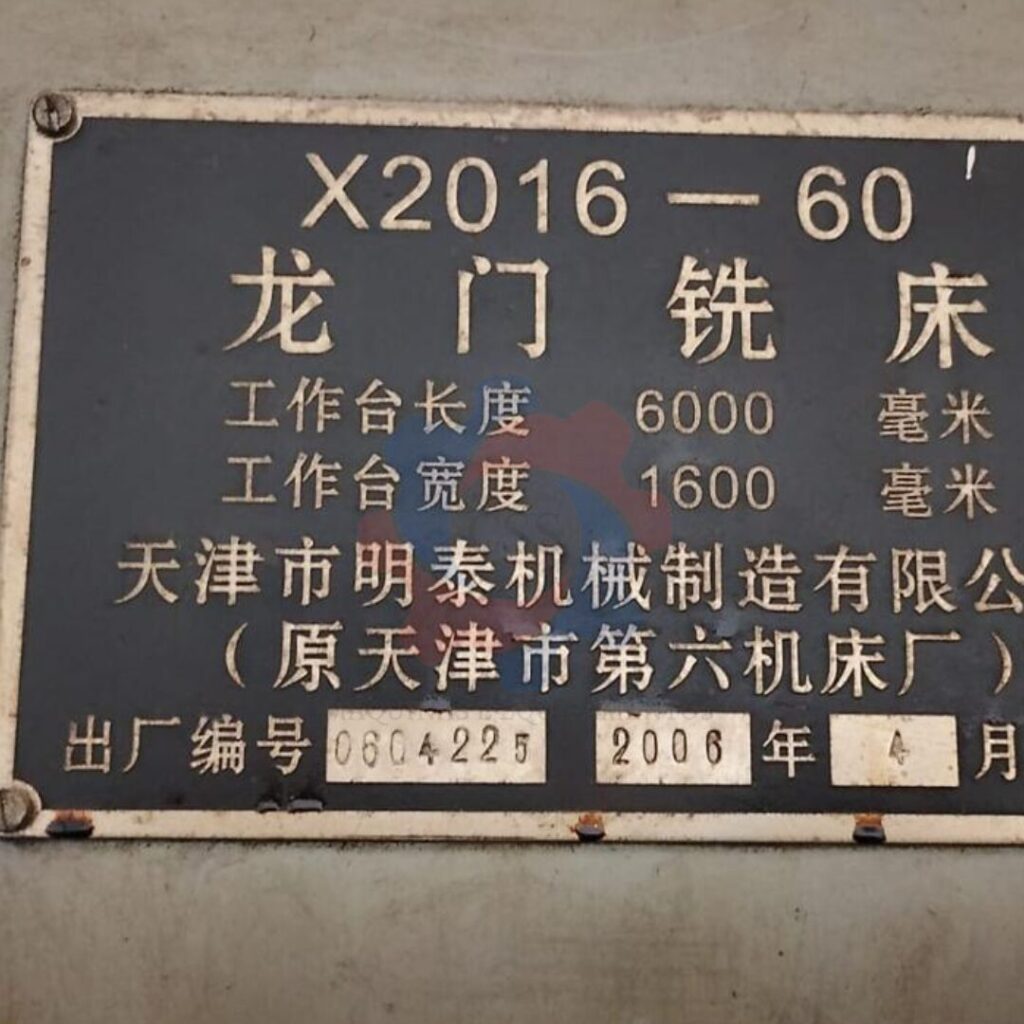 X2016-60
龙门铣床
工作台长度 6000 毫米
工作台宽度 1600 毫米
天津市明泰机械制造有限公
（原天津市第六机床厂）
出厂编号 0604225 2006 年 4 月